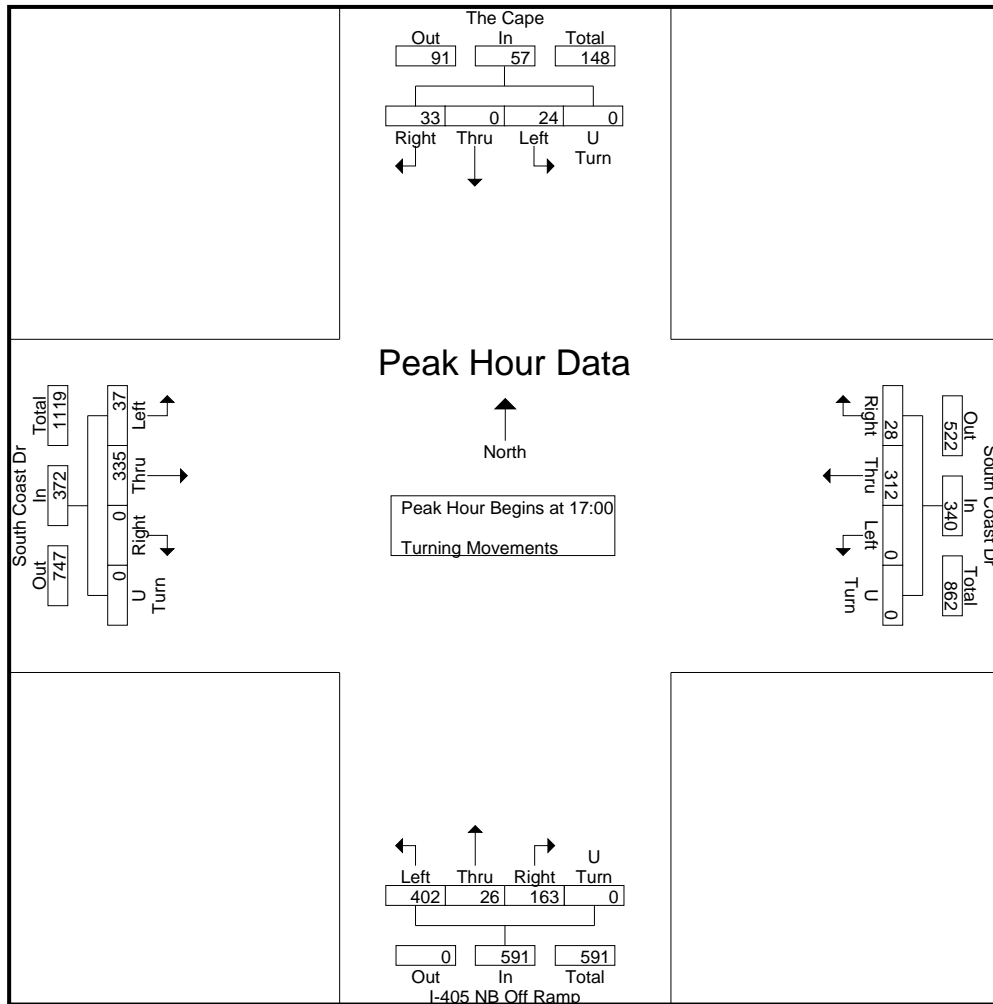 The Cape
Out In Total
91 57 148
33 0 24 0
Right Thru Left U
Turn
Peak Hour Data
North
Peak Hour Begins at 17:00
Turning Movements
South Coast Dr
Total In Out
1119 372 747
37 335 0 0
Left Thru Right U
Turn
South Coast Dr
Out In Total
522 340 862
28 312 0 0
Right Thru Left U
Turn
U
Left Thru Right Turn
402 26 163 0
0 591 591
Out In Total
I-405 NB Off Ramp